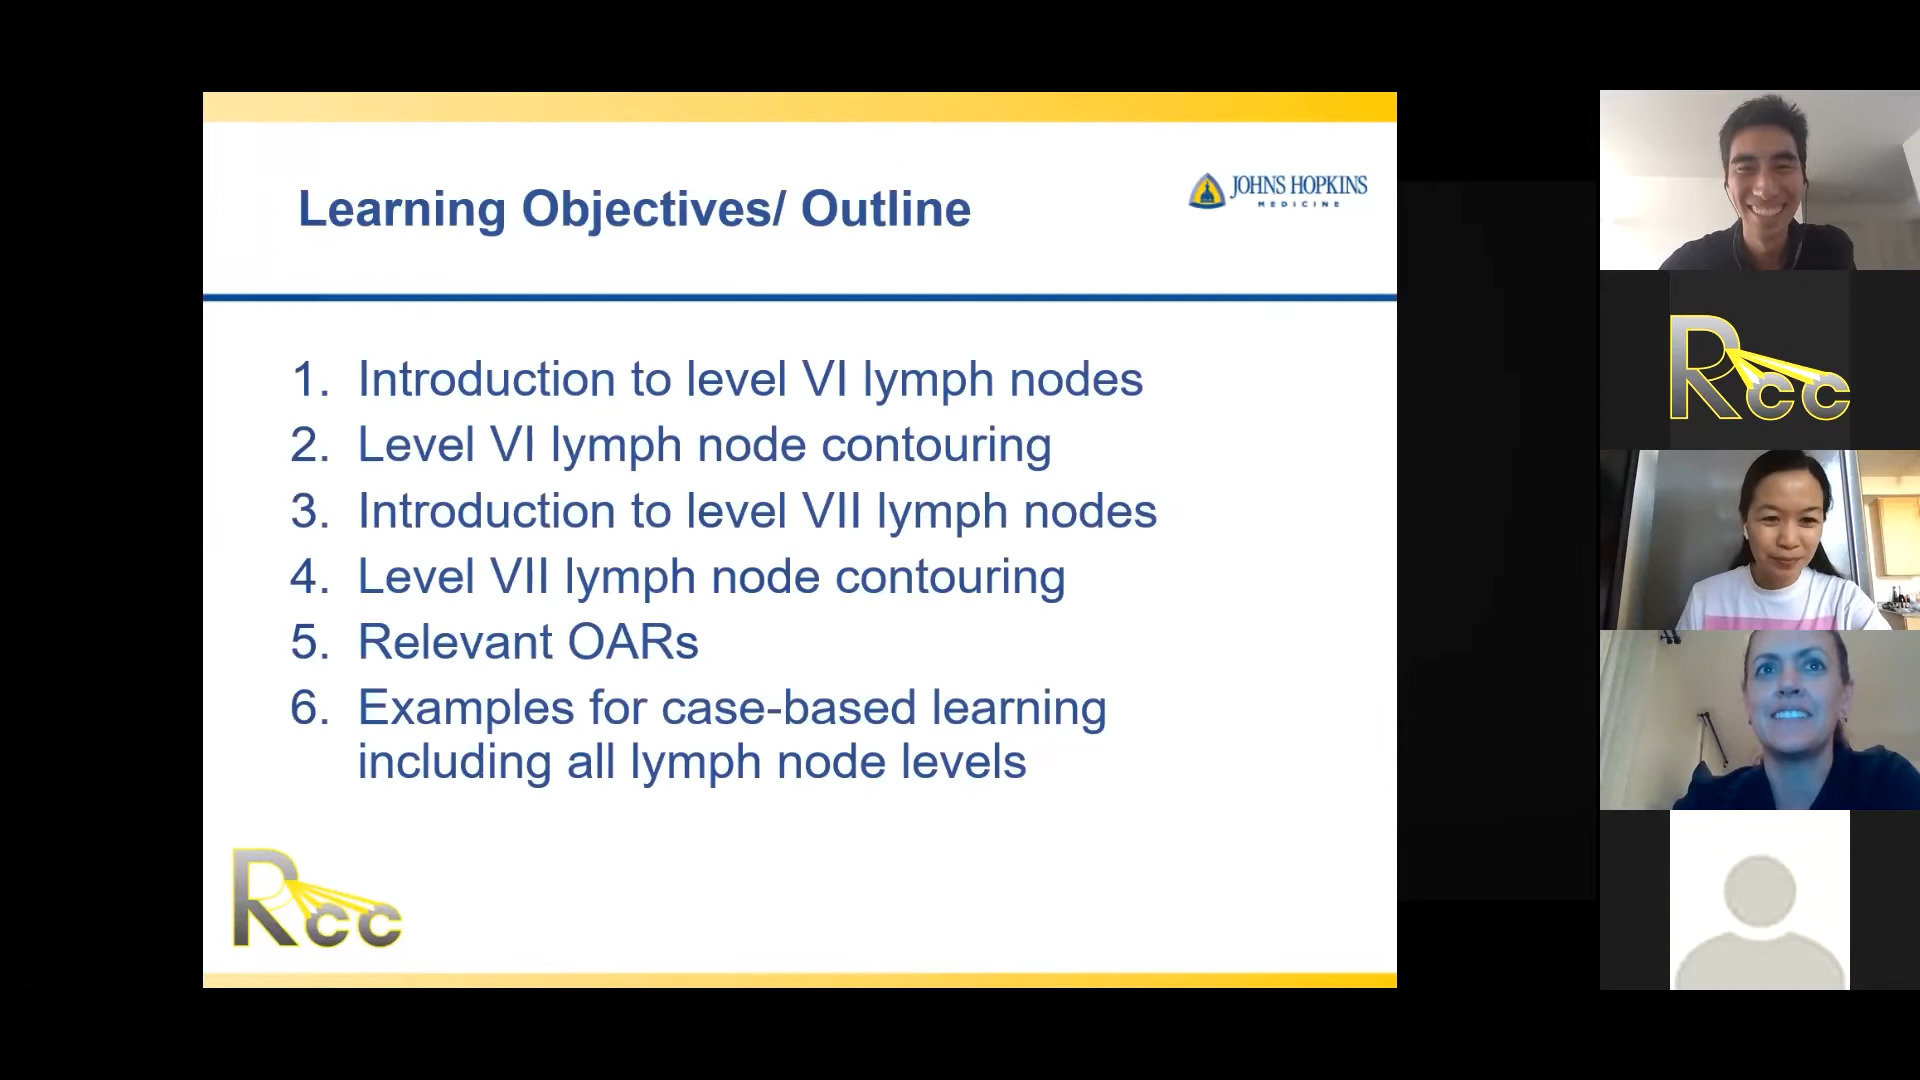 Learning Objectives/ Outline
JOHNS HOPKINS
MEDICINE
1. Introduction to level VI lymph nodes
2. Level VI lymph node contouring
3. Introduction to level VII lymph nodes
4. Level VII lymph node contouring
5. Relevant OARs
6. Examples for case-based learning
including all lymph node levels
Rcc
Rcc